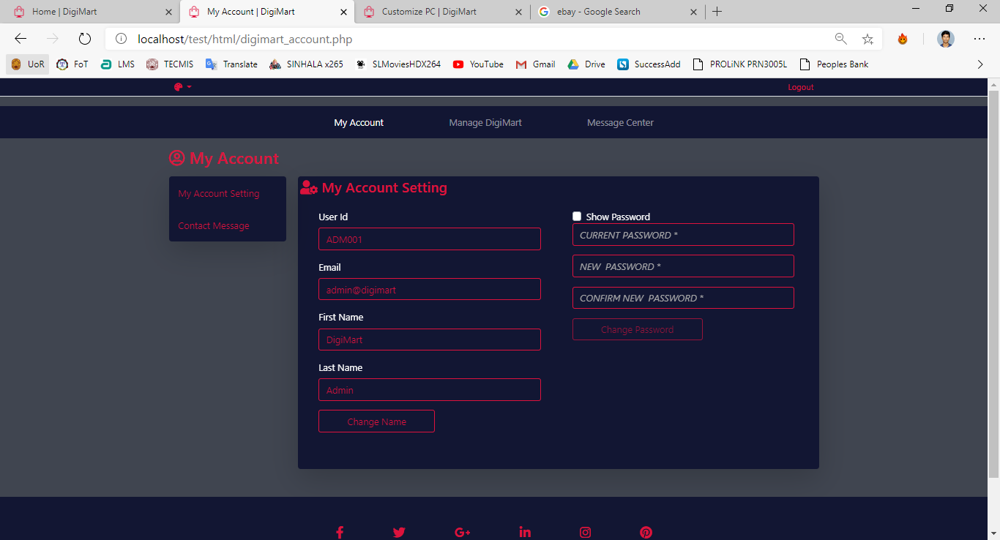 Home | DigiMart
My Account | DigiMart
Customize PC | DigiMart
ebay - Google Search
localhost/test/html/digimart_account.php
UoR FoT LMS TECMIS Translate SINHALA x265 SLMoviesHDX264 YouTube Gmail Drive SuccessAdd PROLiNK PRN3005L Peoples Bank
Logout
My Account Manage DigiMart Message Center
My Account
My Account Setting
Contact Message
My Account Setting
User Id
ADM001
Email
admin@digimart
First Name
DigiMart
Last Name
Admin
Change Name
Show Password
CURRENT PASSWORD *
NEW PASSWORD *
CONFIRM NEW PASSWORD *
Change Password